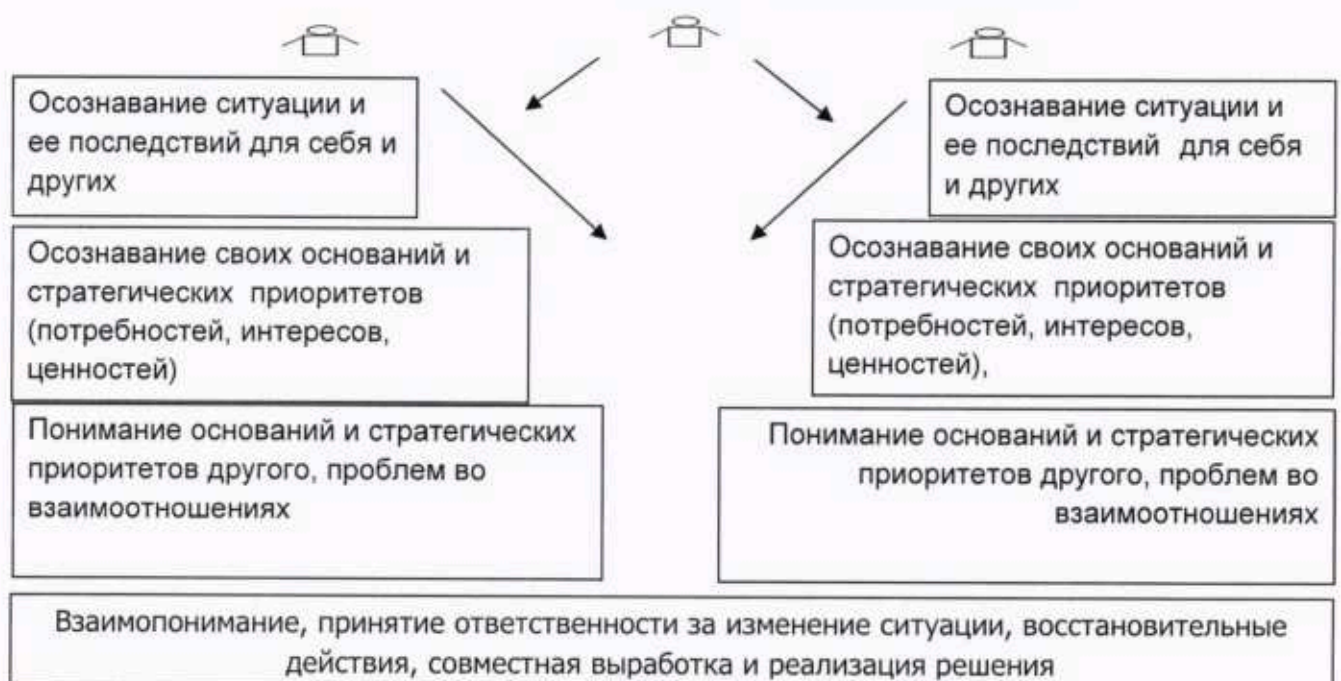 Осознавание ситуации и
ее последствий для себя и
других
Осознавание ситуации и
ее последствий для себя
и других
Осознавание своих оснований и
стратегических приоритетов
(потребностей, интересов,
ценностей)
Осознавание своих оснований и
стратегических приоритетов
(потребностей, интересов,
ценностей),
Понимание оснований и стратегических
приоритетов другого, проблем во
взаимоотношениях
Понимание оснований и стратегических
приоритетов другого, проблем во
взаимоотношениях
Взаимопонимание, принятие ответственности за изменение ситуации, восстановительные
действия, совместная выработка и реализация решения